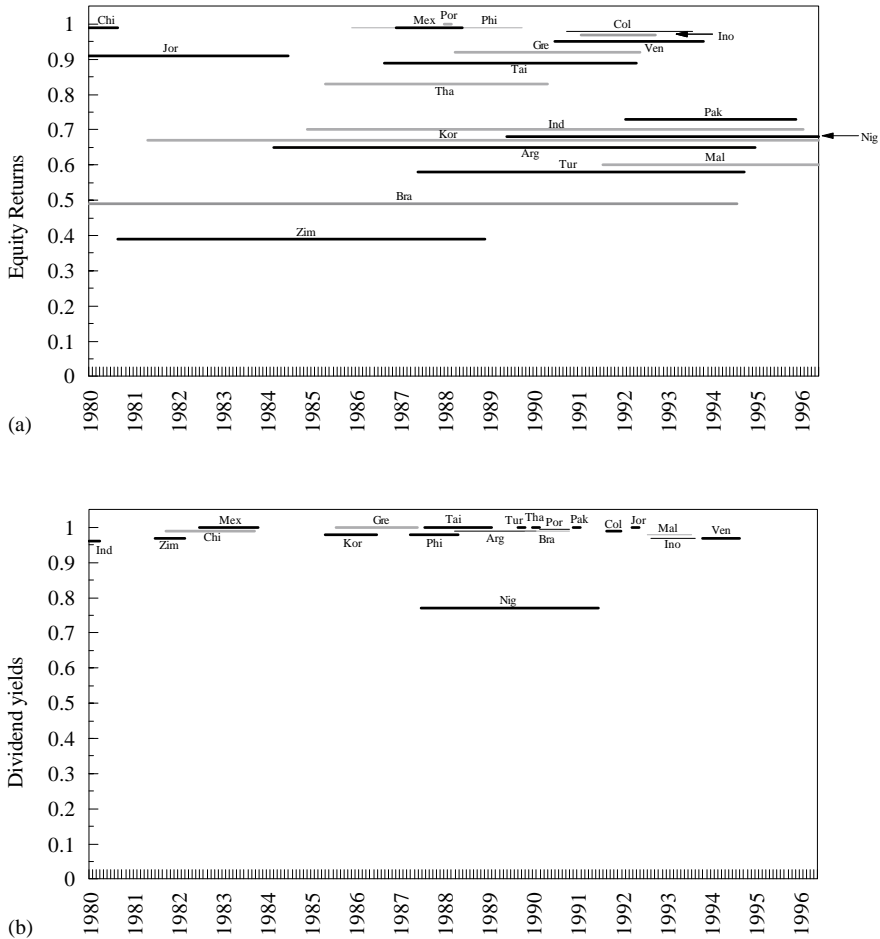 1
Chi
Mex
Por
Phi
Col
Ino
Jor
Gre
Ven
0.9
Tai
Tha
0.8
Pak
0.7
Ind
Kor
Nig
Arg
Tur
Mal
0.6
Bra
0.5
Zim
0.4
0.3
0.2
0.1
0
Equity Returns
1980 1981 1982 1983 1984 1985 1986 1987 1988 1989 1990 1991 1992 1993 1994 1995 1996
(a)
Mex
Gre
Tai
Tur
Tha
Por
Pak
Col
Jor
Mal
Ven
1
Ind
Zim
Chi
Kor
Phi
Arg
Bra
Ino
0.9
0.8
Nig
0.7
0.6
0.5
0.4
0.3
0.2
0.1
0
Dividend yields
1980 1981 1982 1983 1984 1985 1986 1987 1988 1989 1990 1991 1992 1993 1994 1995 1996
(b)